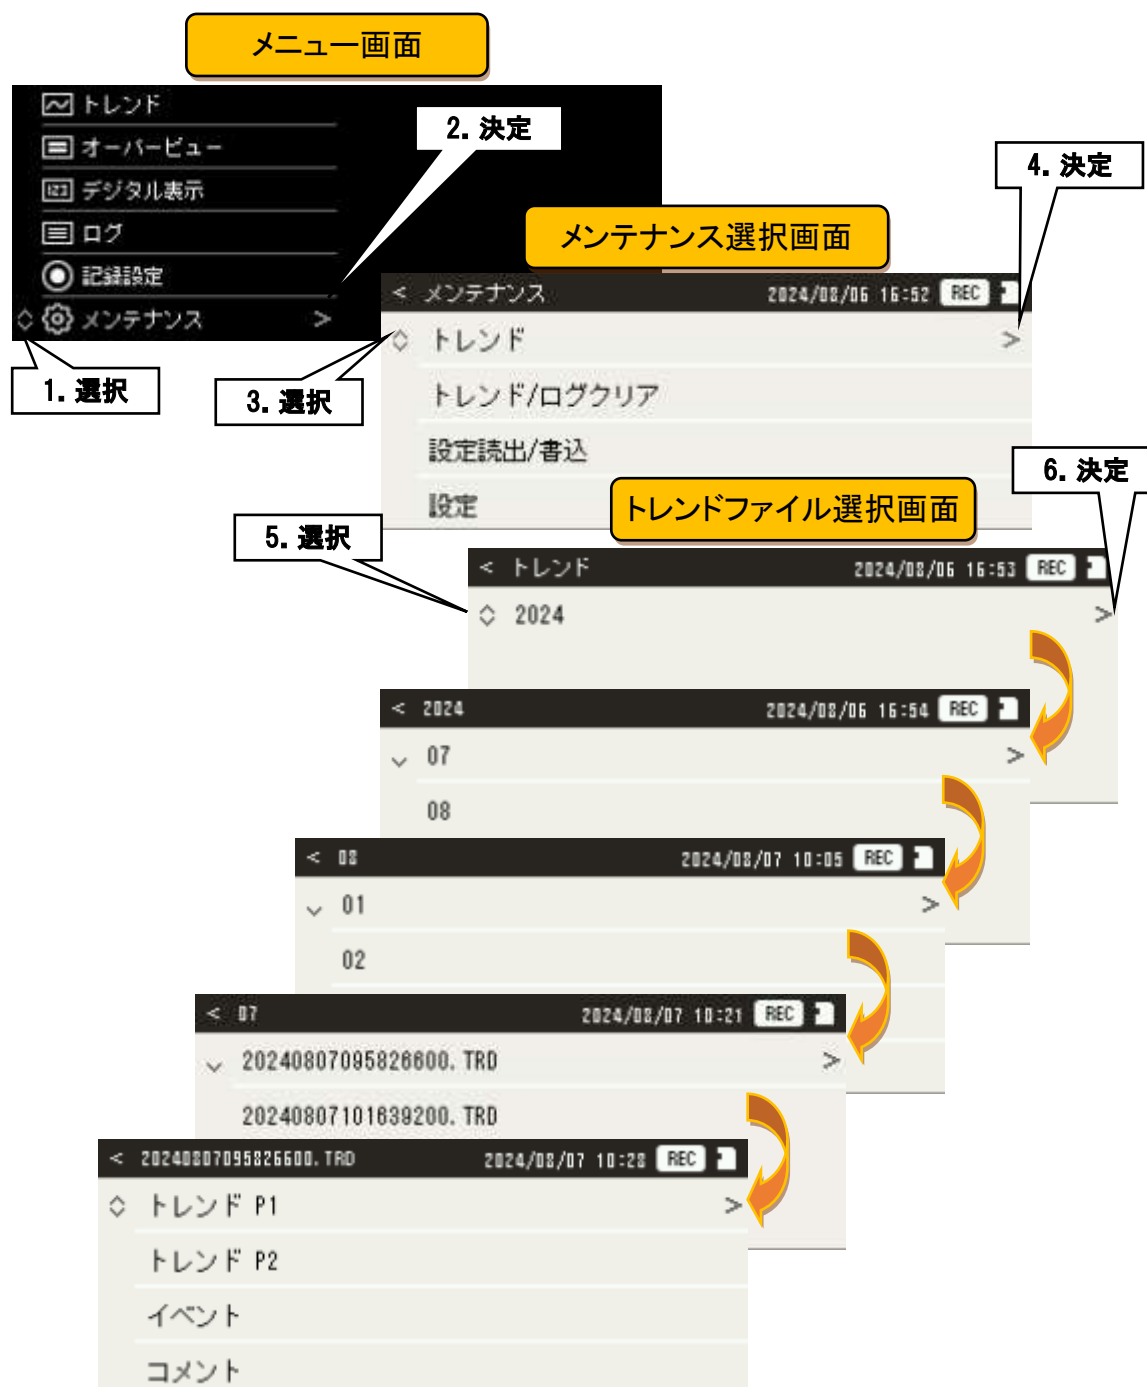 メニュー画面
トレンド
オーバービュー
デジタル表示
ログ
記録設定
メンテナンス >
1. 選択
2. 決定
メンテナンス選択画面
< メンテナンス 2024/08/06 16:52 REC
トレンド >
トレンド/ログクリア
設定読出/書込
設定
3. 選択
4. 決定
トレンドファイル選択画面
5. 選択
6. 決定
< トレンド 2024/08/06 16:53 REC
2024 >
< 2024 2024/08/06 16:54 REC
07 >
08
< 08 2024/08/07 10:05 REC
01 >
02
< 07 2024/08/07 10:21 REC
20240807095826600.TRD >
20240807101639200.TRD
< 20240807095826600.TRD 2024/08/07 10:28 REC
トレンド P1 >
トレンド P2
イベント
コメント